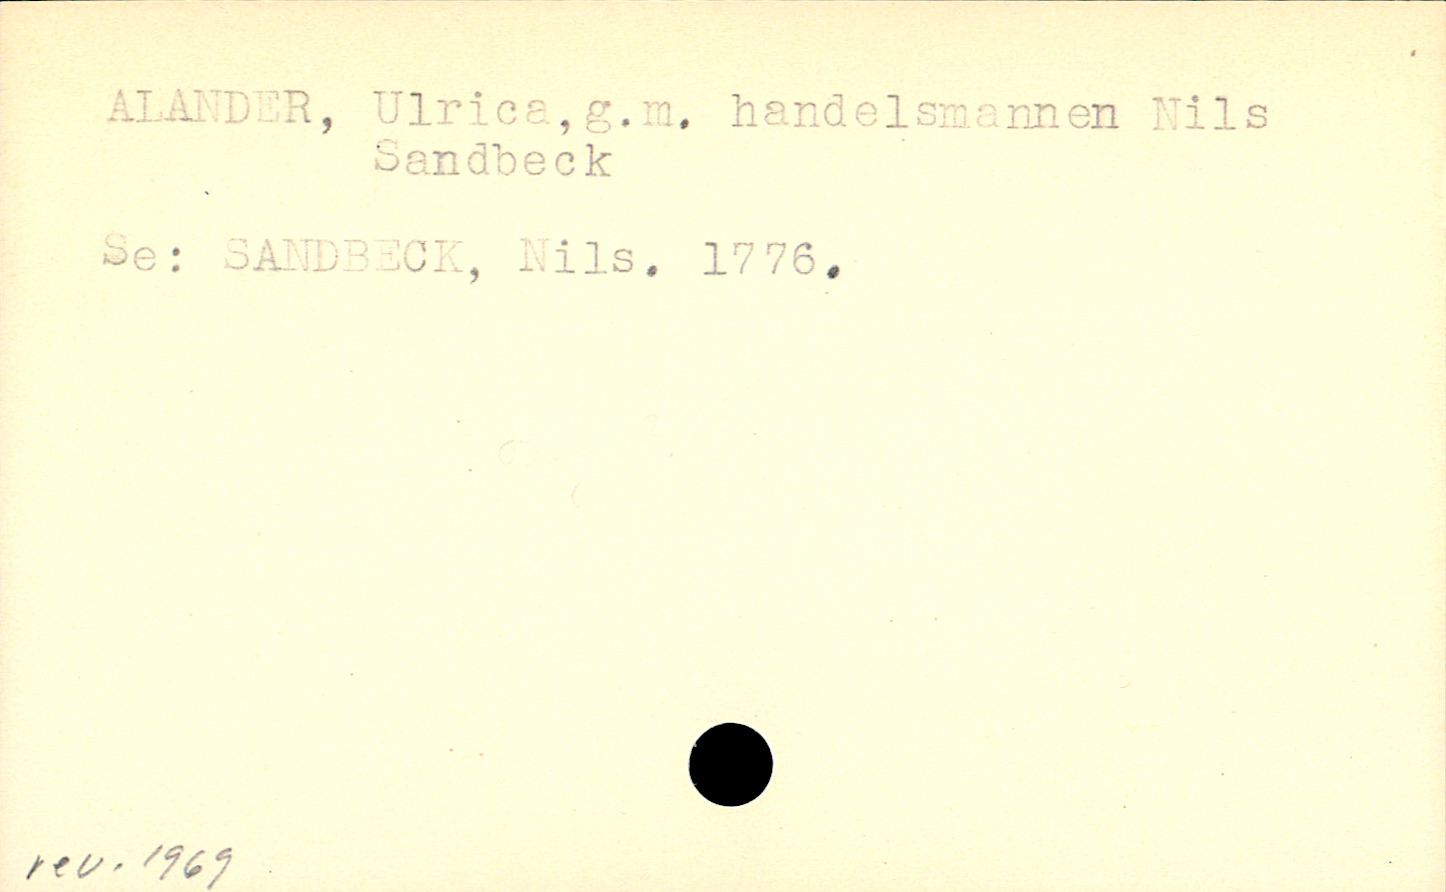 ALANDER, Ulrica,g.m. handelsmannen Nils
Sandbeck
Se: SANDBECK, Nils. 1776.
rev. 1969